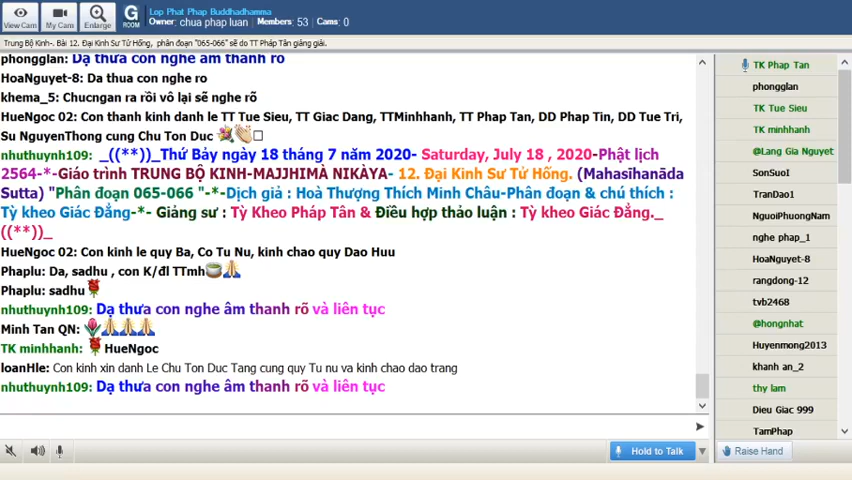 Lop Phat Phap Buddhadhamma
Owner: chua phap luan Members: 53 Cams: 0
View Cam My Cam Enlarge G ROOM
Trung Bộ Kinh-. Bài 12. Đại Kinh Sư Tử Hống, phân đoạn "065-066" sẽ do TT Pháp Tân giảng giải.
phongglan: Dạ thưa con nghe âm thanh rõ
HoaNguyet-8: Da thua con nghe ro
khema_5: Chucngan ra rồi vô lại sẽ nghe rõ
HueNgoc 02: Con thanh kinh danh le TT Tue Sieu, TT Giac Dang, TTMinhhanh, TT Phap Tan, DD Phap Tin, DD Tue Tri,
Su NguyenThong cung Chu Ton Duc
nhuthuynh109: _((**))_Thứ Bảy ngày 18 tháng 7 năm 2020- Saturday, July 18 , 2020-Phật lịch
2564-*-Giáo trình TRUNG BỘ KINH-MAJJHIMÀ NIKÀYA- 12. Đại Kinh Sư Tử Hống. (Mahasīhanāda
Sutta) "Phân đoạn 065-066 "-*-Dịch giả : Hoà Thượng Thích Minh Châu-Phân đoạn & chú thích :
Tỳ kheo Giác Đẳng-*- Giảng sư : Tỳ Kheo Pháp Tân & Điều hợp thảo luận : Tỳ kheo Giác Đẳng._
((**))_
HueNgoc 02: Con kinh le quy Ba, Co Tu Nu, kinh chao quy Dao Huu
Phaplu: Da, sadhu , con K/đl TTmh
Phaplu: sadhu
nhuthuynh109: Dạ thưa con nghe âm thanh rõ và liên tục
Minh Tan QN:
TK minhhanh: HueNgoc
loanHle: Con kinh xin danh Le Chu Ton Duc Tang cung quy Tu nu va kinh chao dao trang
nhuthuynh109: Dạ thưa con nghe âm thanh rõ và liên tục
TK Phap Tan
phongglan
TK Tue Sieu
TK minhhanh
@Lang Gia Nguyet
SonSuoI
TranDao1
NguoiPhuongNam
nghe phap_1
HoaNguyet-8
rangdong-12
tvb2468
@hongnhat
Huyenmong2013
khanh an_2
thy lam
Dieu Giac 999
TamPhap
Hold to Talk
Raise Hand